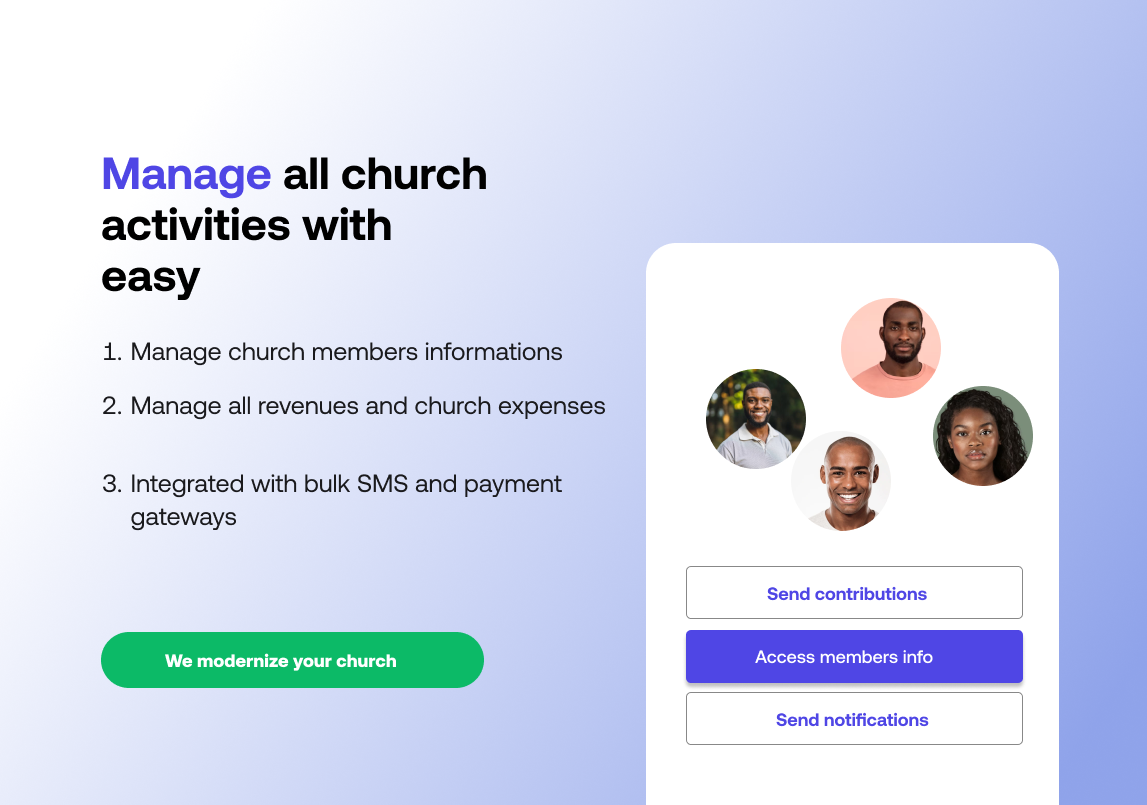 Manage all church
activities with
easy
1. Manage church members informations
2. Manage all revenues and church expenses
3. Integrated with bulk SMS and payment
gateways
We modernize your church
Send contributions
Access members info
Send notifications